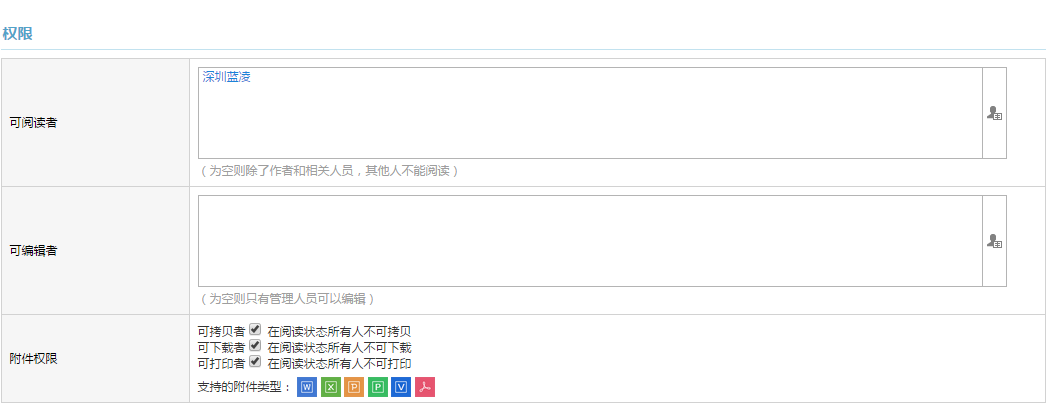 权限
可阅读者
深圳蓝凌
（为空则除了作者和相关人员，其他人不能阅读）
可编辑者
（为空则只有管理人员可以编辑）
附件权限
可拷贝者 在阅读状态所有人不可拷贝
可下载者 在阅读状态所有人不可下载
可打印者 在阅读状态所有人不可打印
支持的附件类型： W X P P V